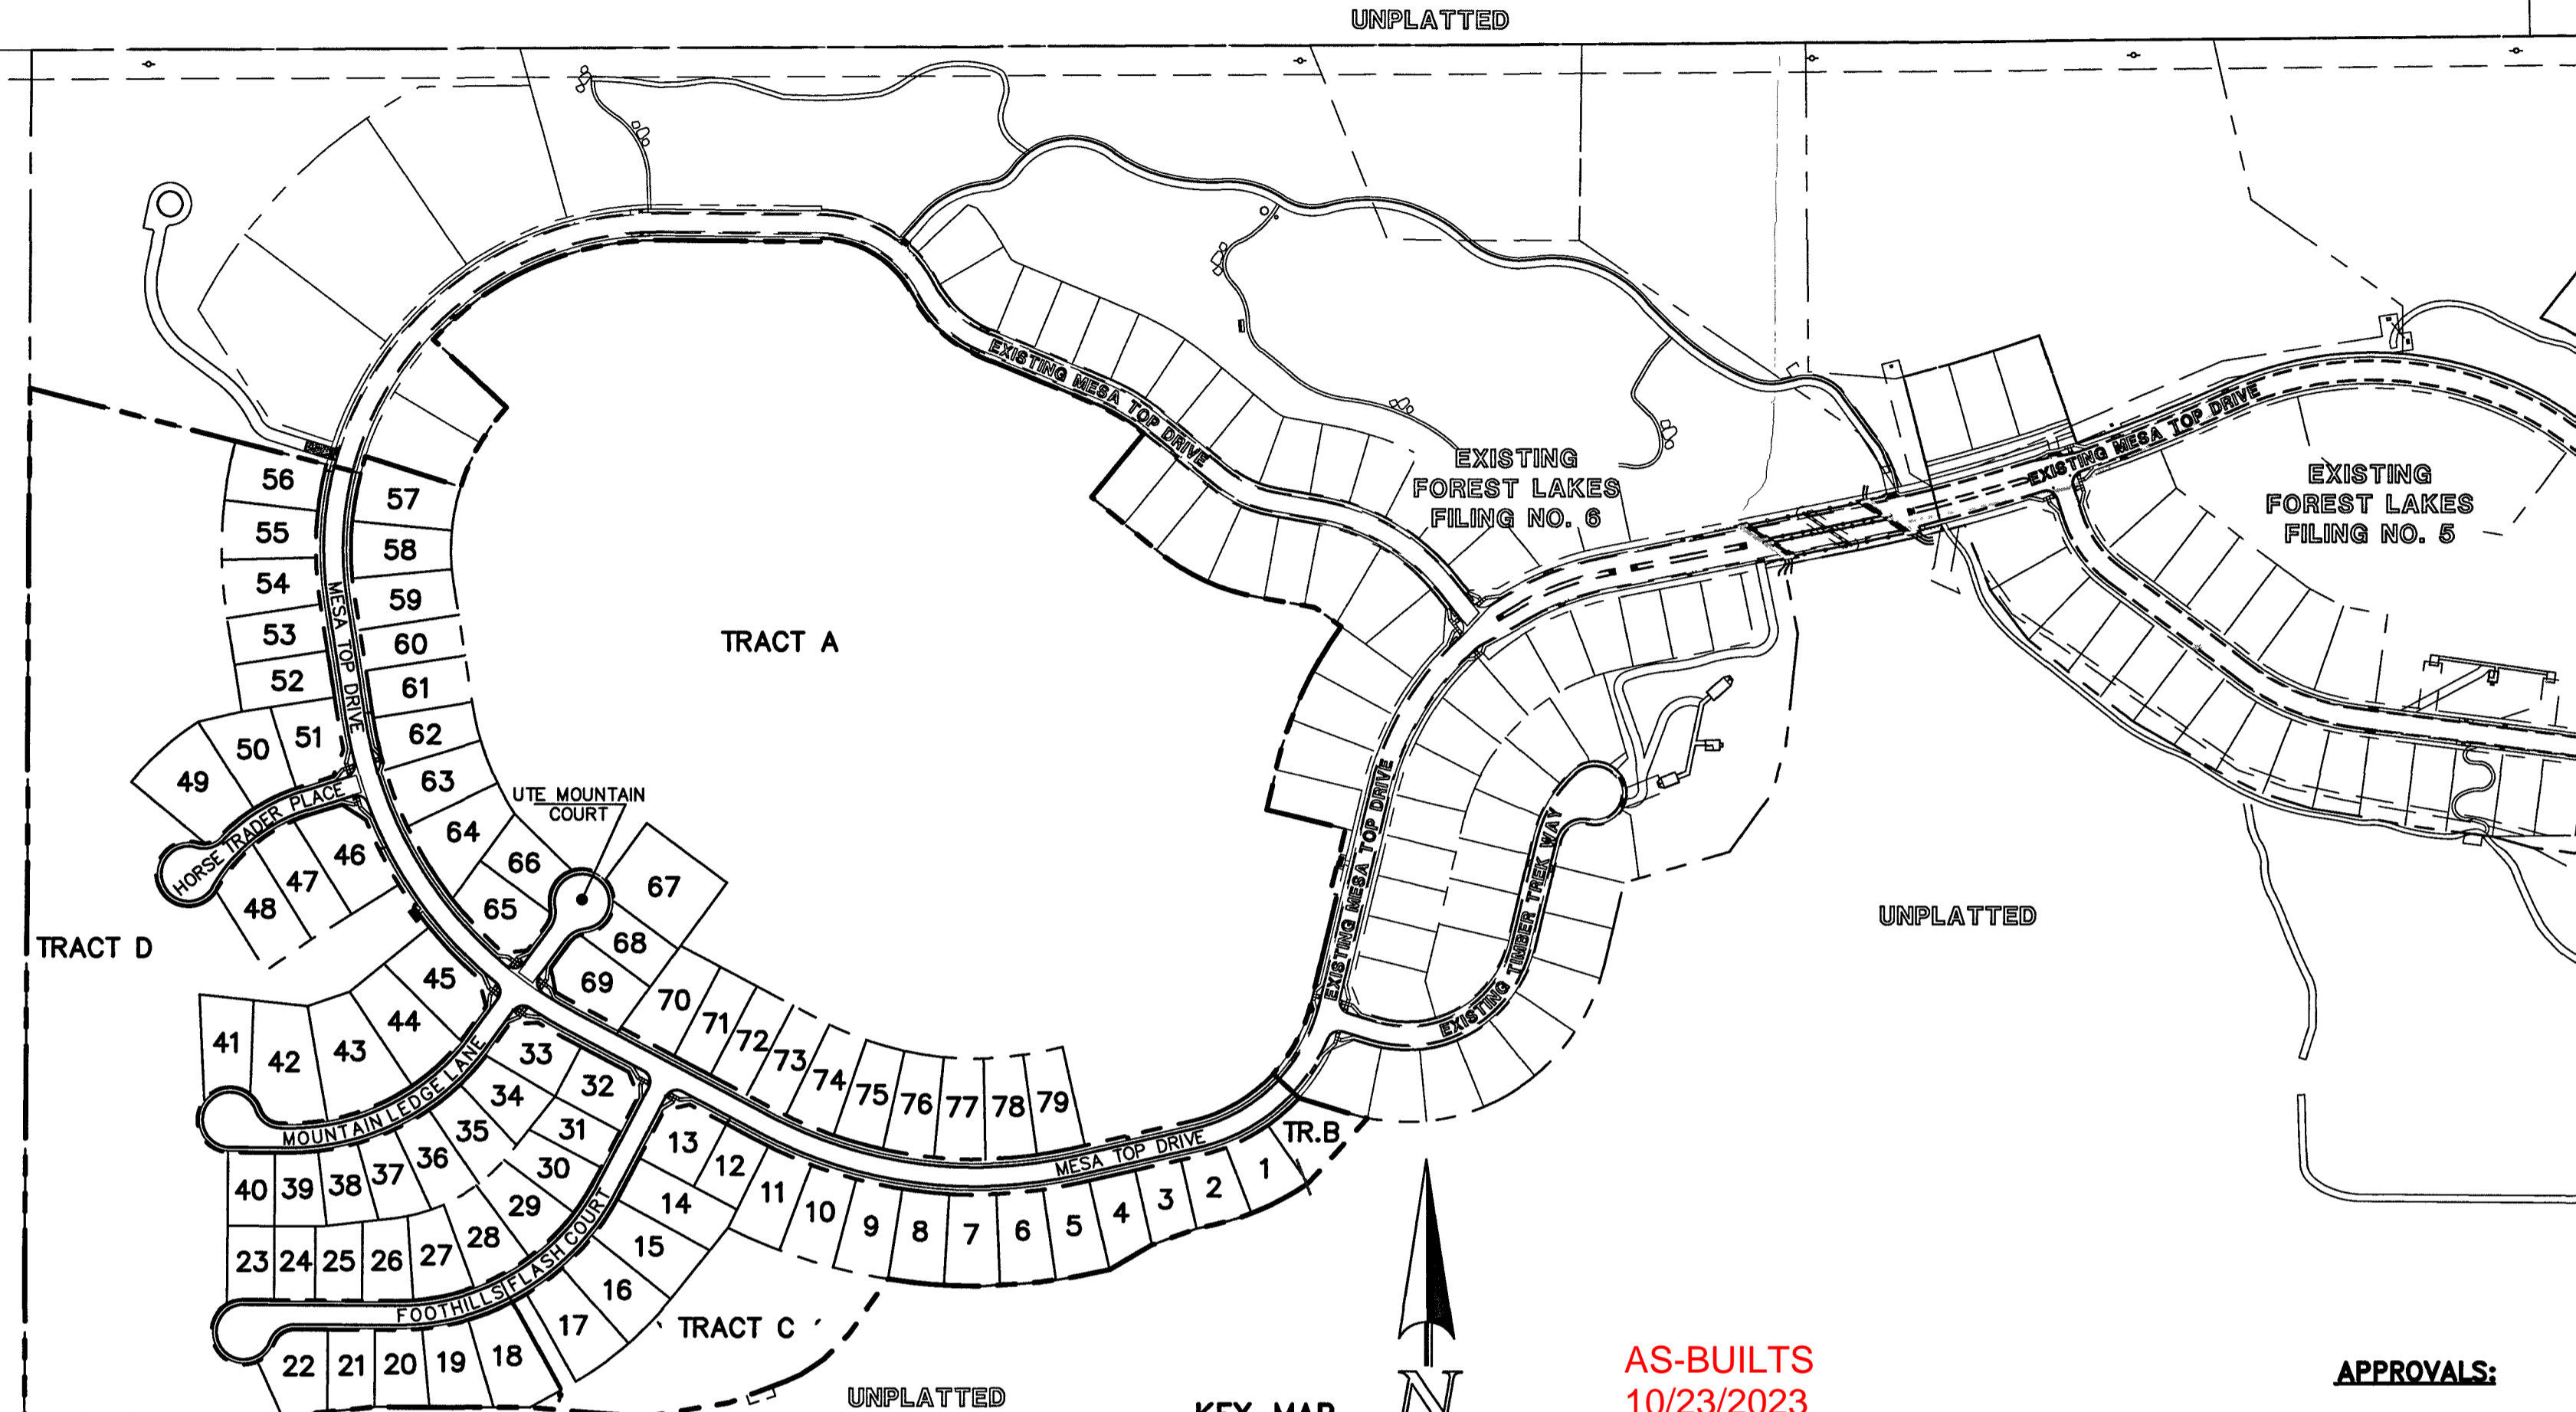 UNPLATTED
EXISTING MESA TOP DRIVE
EXISTING MESA TOP DRIVE
EXISTING
FOREST LAKES
FILING NO. 6
EXISTING
FOREST LAKES
FILING NO. 5
56
57
55
58
54
59
53
60
52
61
MESA TOP DRIVE
TRACT A
51
62
50
49
63
HORSE TRADER PLACE
UTE MOUNTAIN
COURT
64
46
66
47
67
48
65
68
EXISTING MESA TOP DRIVE
EXISTING TIMBER TREK WAY
UNPLATTED
TRACT D
45
69
70
44
71
72
43
41
42
73
74
75
76
77
78
79
33
32
34
MOUNTAIN LEDGE LANE
35
31
13
12
MESA TOP DRIVE
TR.B
36
30
37
38
39
40
29
14
11
10
9
8
7
6
5
4
3
2
1
28
27
26
25
24
23
15
FOOTHILLS FLASH COURT
16
17
18
19
20
21
22
TRACT C
UNPLATTED
KEY MAP
N
AS-BUILTS
10/23/2023
APPROVALS: